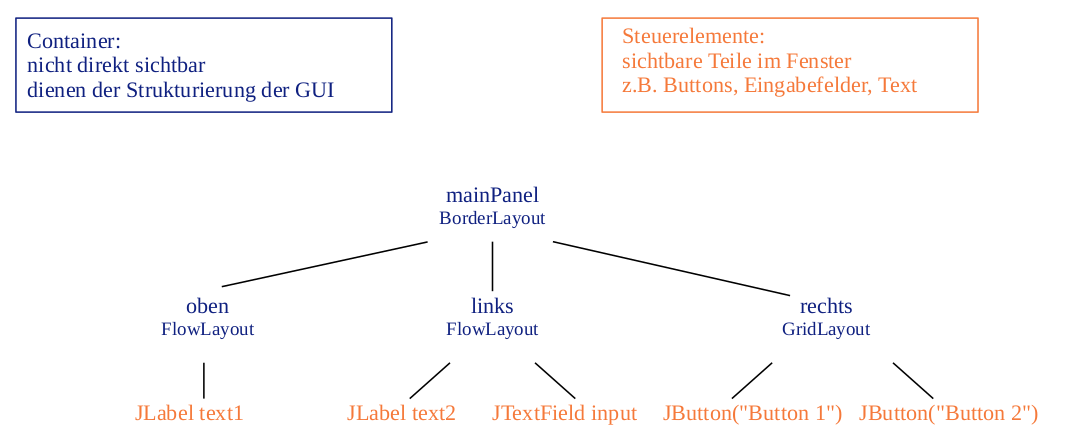 Container:
nicht direkt sichtbar
dienen der Strukturierung der GUI
Steuerelemente:
sichtbare Teile im Fenster
z.B. Buttons, Eingabefelder, Text
mainPanel
BorderLayout
oben
FlowLayout
links
FlowLayout
rechts
GridLayout
JLabel text1
JLabel text2
JTextField input
JButton("Button 1")
JButton("Button 2")